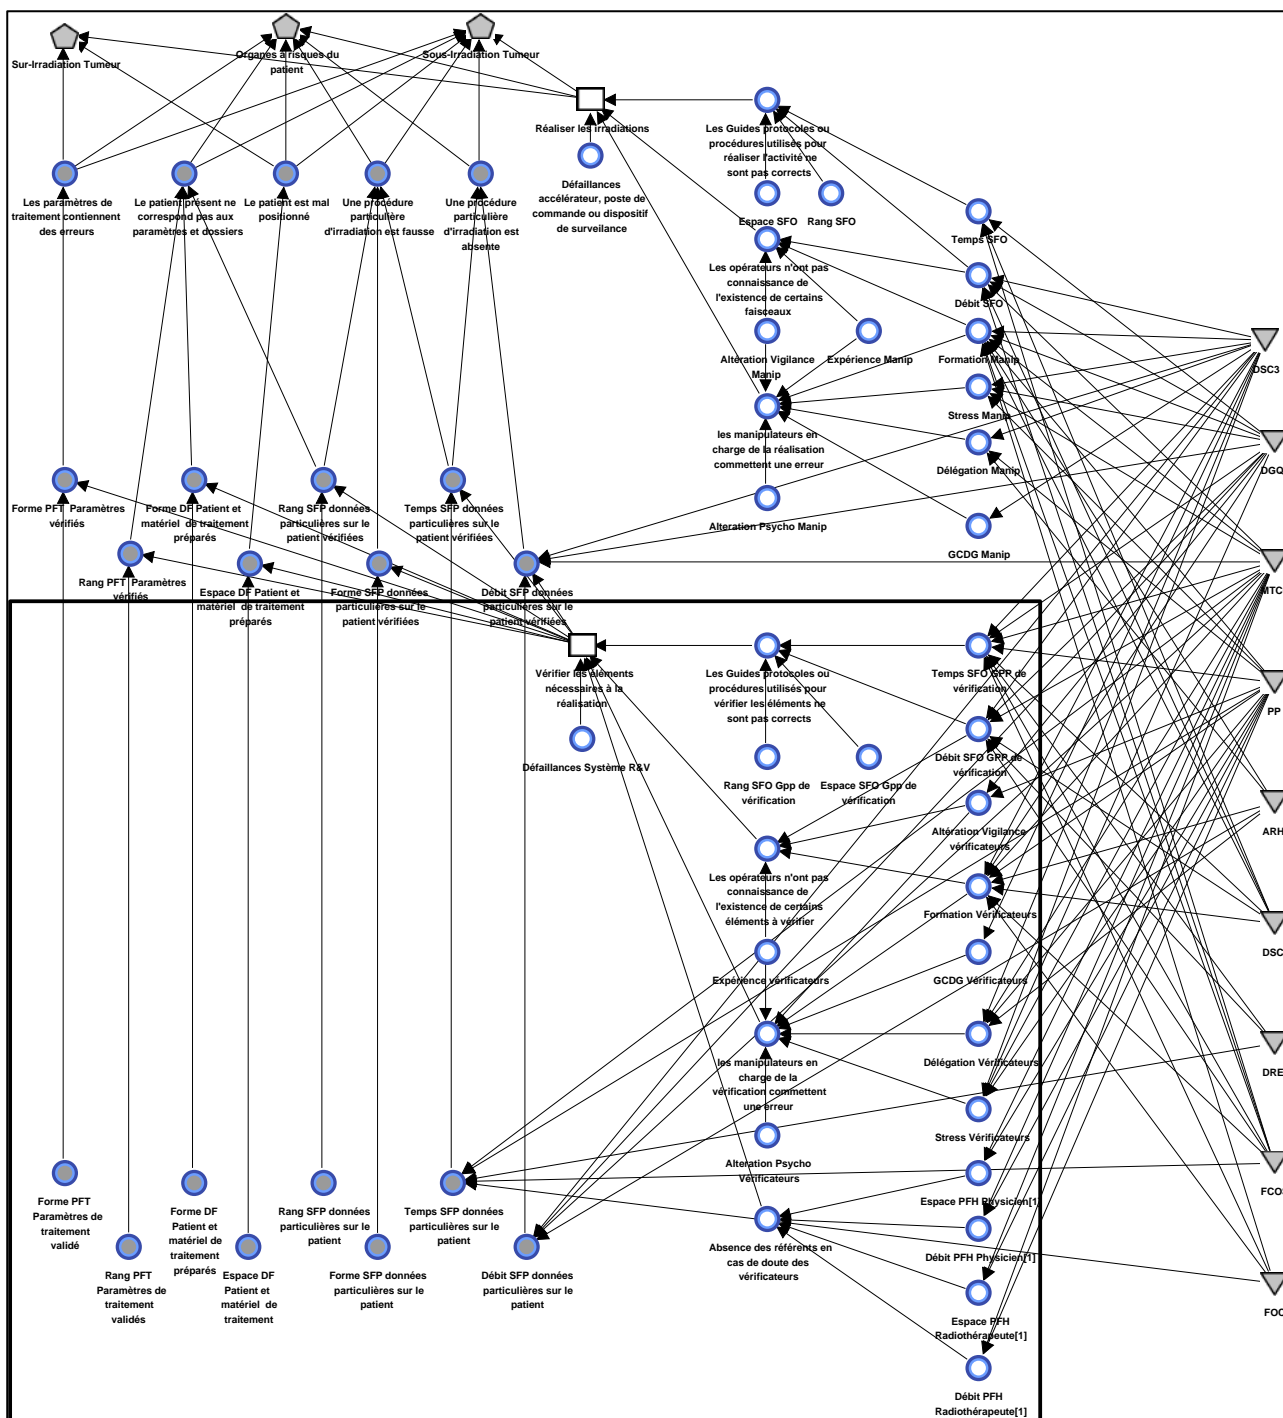 Sur-Irradiation Tumeur
Organes à risques du
patient
Sous-Irradiation Tumeur
Réaliser les irradiations
Défaillances
accélérateur, poste de
commande ou dispositif
de surveilance
Les Guides protocoles ou
procédures utilisés pour
réaliser l'activité ne
sont pas corrects
Espace SFO
Rang SFO
Les paramètres de
traitement contiennent
des erreurs
Le patient présent ne
correspond pas aux
paramètres et dossiers
Le patient est mal
positionné
Une procédure
particulière
d'irradiation est fausse
Une procédure
particulière
d'irradiation est
absente
Temps SFO
Les opérateurs n'ont pas
connaissance de
l'existence de certains
faisceaux
Débit SFO
Altération Vigilance
Manip
Expérience Manip
Formation Manip
DSC3
Stress Manip
les manipulateurs en
charge de la réalisation
commettent une erreur
Délégation Manip
DGQ
Alteration Psycho Manip
GCDG Manip
Forme PFT  Paramètres
vérifiés
Forme DF Patient et
matériel de traitement
préparés
Rang SFP données
particulières sur le
patient vérifiées
Temps SFP données
particulières sur le
patient vérifiées
Rang PFT  Paramètres
vérifiés
Espace DF Patient et
matériel  de traitement
préparés
Forme SFP données
particulières sur le
patient vérifiées
Débit SFP données
particulières sur le
patient vérifiées
MTC
Vérifier les éléments
nécessaires à la
réalisation
Défaillances Système R&V
Les Guides protocoles ou
procédures utilisés pour
vérifier les éléments ne
sont pas corrects
Temps SFO GPP de
vérification
PP
Rang SFO Gpp de
vérification
Espace SFO Gpp de
vérification
Débit SFO GPP de
vérification
Altération Vigilance
vérificateurs
ARH
Les opérateurs n'ont pas
connaissance de
l'existence de certains
éléments à vérifier
Formation Vérificateurs
DSC
Expérience vérificateurs
GCDG Vérificateurs
les manipulateurs en
charge de la
vérification commettent
une erreur
Délégation Vérificateurs
DRE
Stress Vérificateurs
Alteration Psycho
Vérificateurs
Espace PFH Physicien[1]
Absence des référents en
cas de doute des
vérificateurs
Débit PFH Physicien[1]
Espace PFH
Radiothérapeute[1]
Débit PFH
Radiothérapeute[1]
Forme PFT
Paramètres de
traitement
validé
Rang PFT
Paramètres de
traitement
validés
Forme DF
Patient et
matériel de
traitement
préparés
Espace DF
Patient et
matériel  de
traitement
Rang SFP données
particulières sur le
patient
Forme SFP données
particulières sur le
patient
Temps SFP données
particulières sur le
patient
Débit SFP données
particulières sur le
patient
FOC